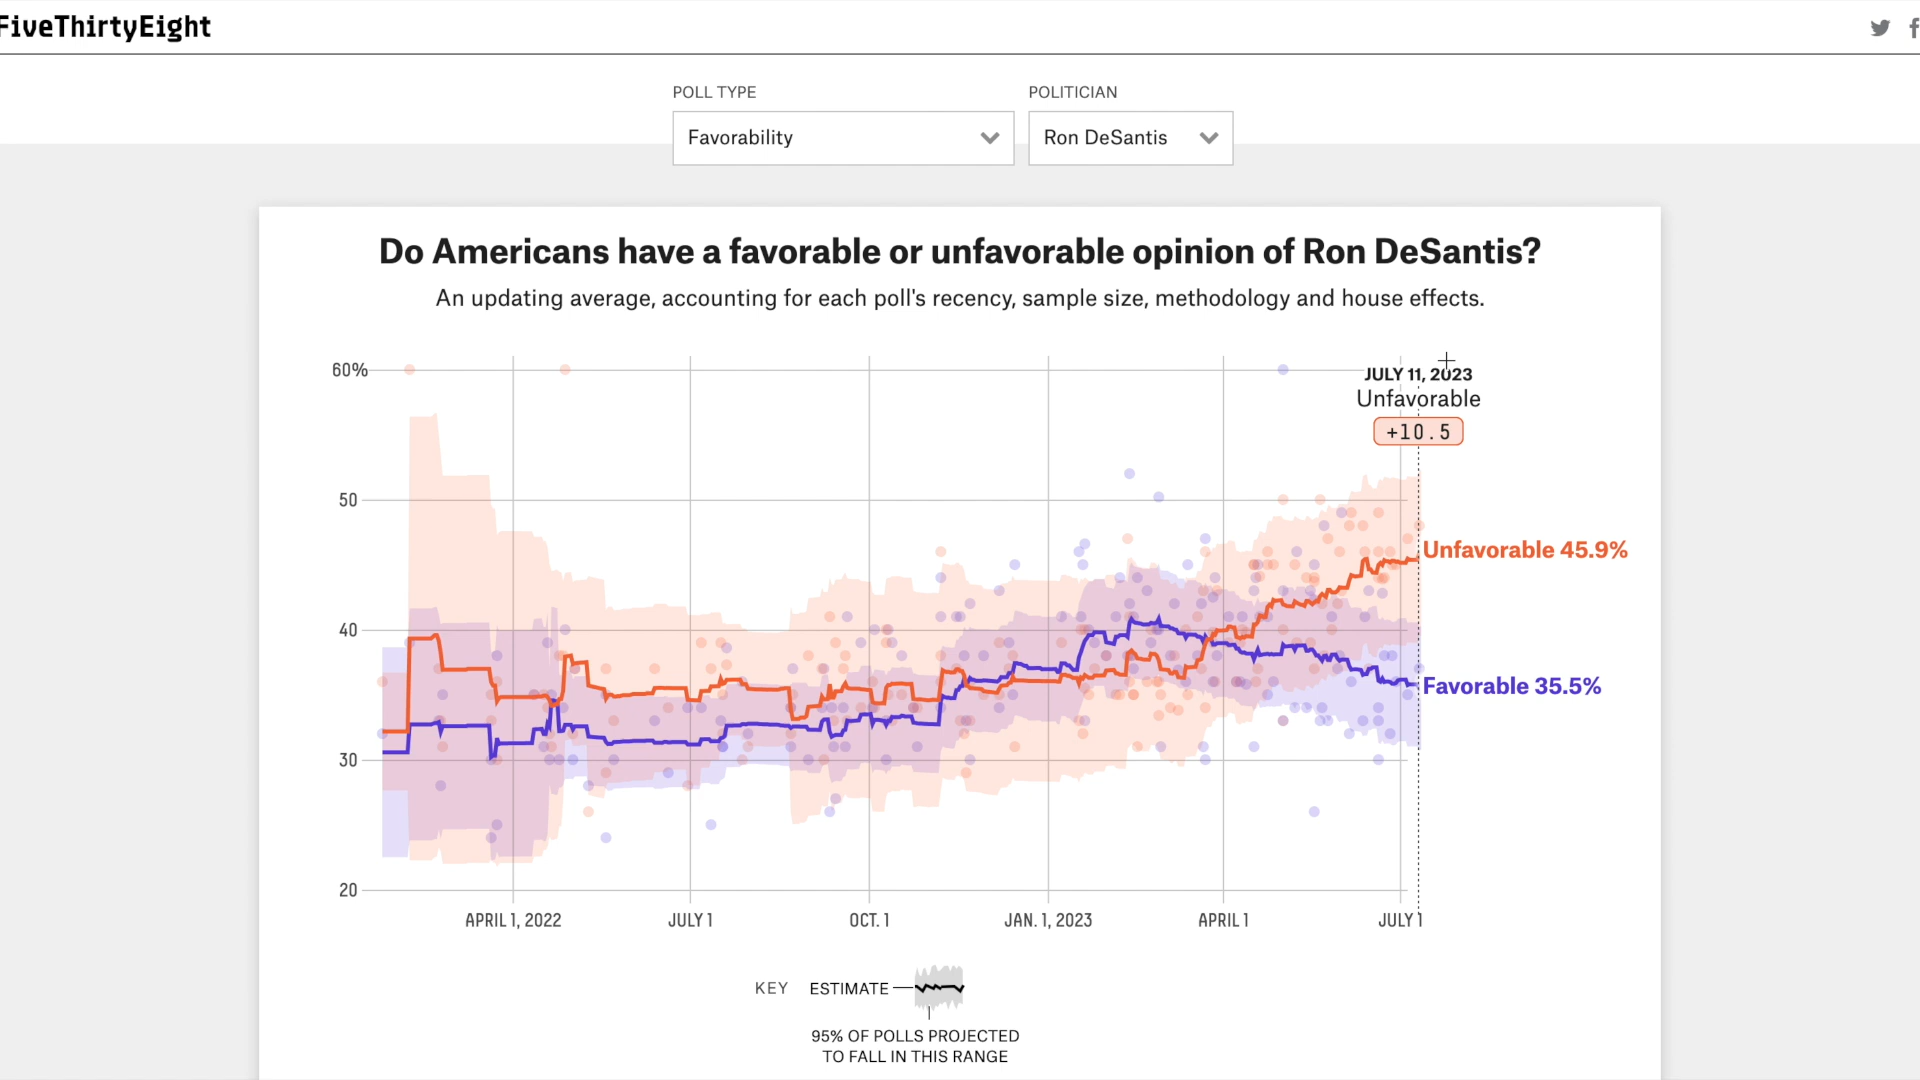 FiveThirtyEight
POLL TYPE
POLITICIAN
Favorability
Ron DeSantis
Do Americans have a favorable or unfavorable opinion of Ron DeSantis?
An updating average, accounting for each poll's recency, sample size, methodology and house effects.
60%
JULY 11, 2023
Unfavorable
+10.5
50
Unfavorable 45.9%
40
Favorable 35.5%
30
20
APRIL 1, 2022
JULY 1
OCT. 1
JAN. 1, 2023
APRIL 1
JULY 1
KEY
ESTIMATE
95% OF POLLS PROJECTED
TO FALL IN THIS RANGE